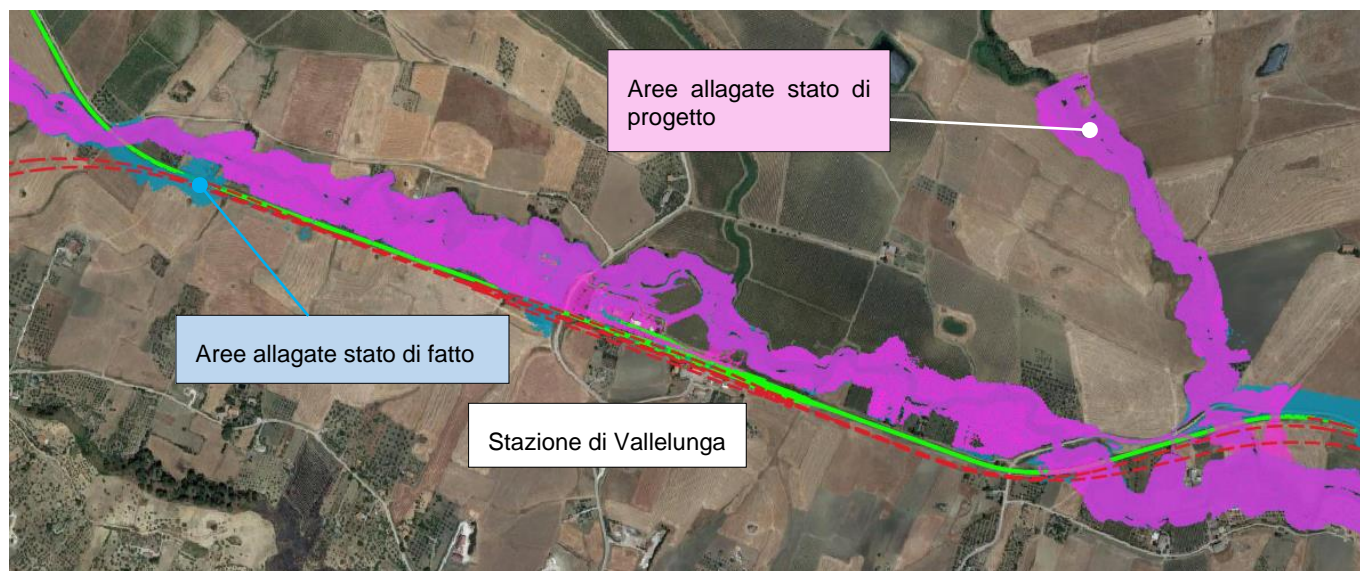 Aree allagate stato di
progetto
Aree allagate stato di fatto
Stazione di Vallelunga